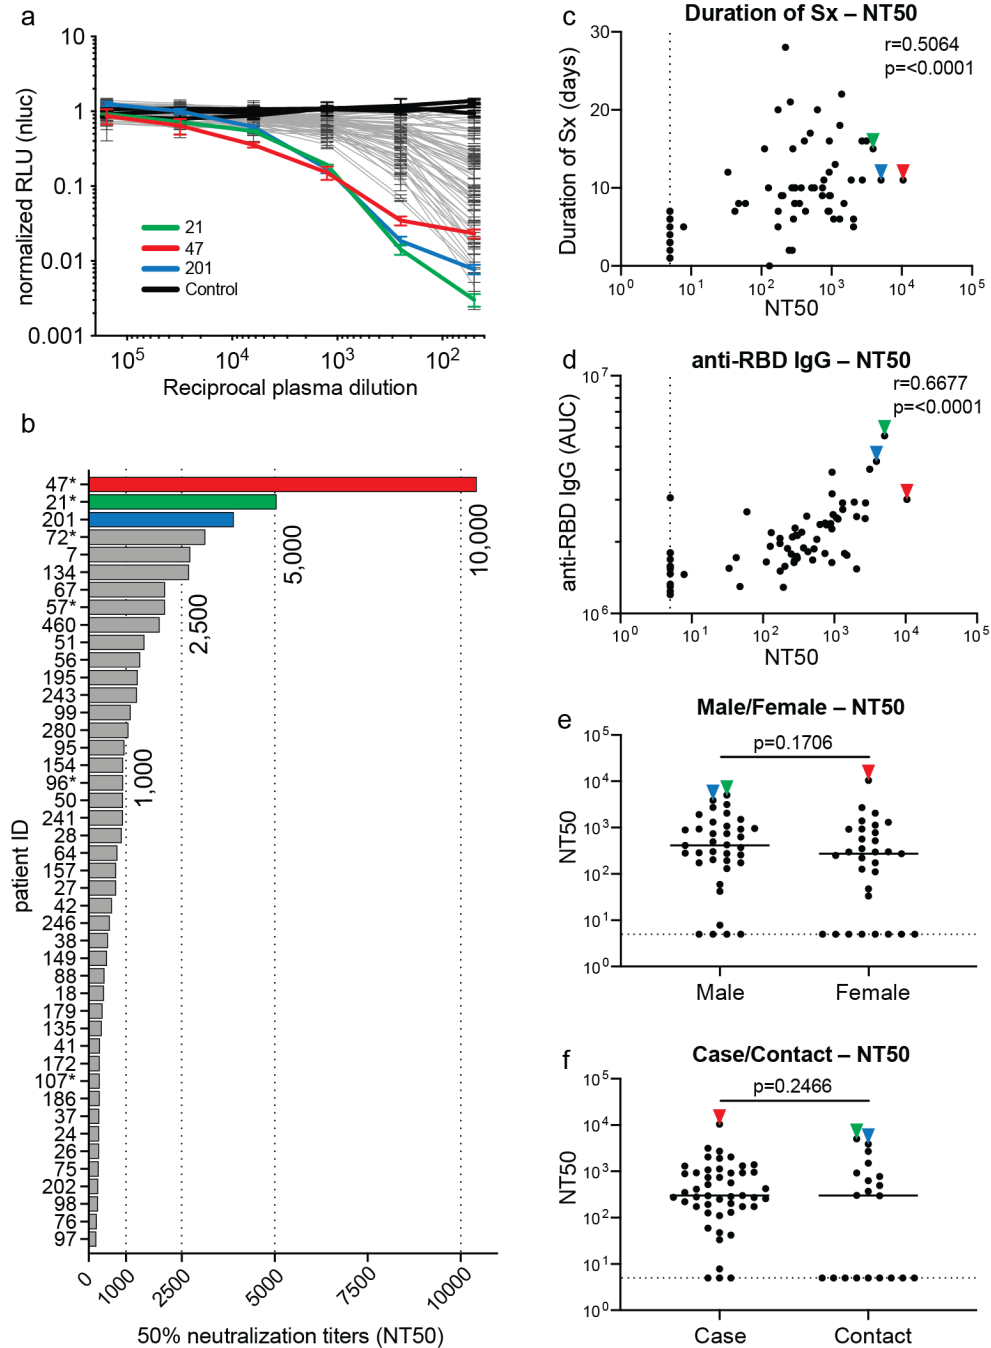 a
normalized RLU (nluc)
10
1
0.1
0.01
0.001
21
47
201
Control
10⁵ 10⁴ 10³ 10²
Reciprocal plasma dilution
b
patient ID
47*
21*
201
72*
7
134
67
57*
460
51
56
195
243
99
280
95
154
96*
50
241
28
64
157
27
42
246
38
149
88
18
179
135
41
172
107*
186
37
24
26
75
202
98
76
97
1,000
2,500
5,000
10,000
0 1000 2500 5000 7500 10000
50% neutralization titers (NT50)
c
Duration of Sx – NT50
r=0.5064
p=<0.0001
Duration of Sx (days)
30
20
10
0
10⁰ 10¹ 10² 10³ 10⁴ 10⁵
NT50
d
anti-RBD IgG – NT50
r=0.6677
p=<0.0001
anti-RBD IgG (AUC)
10⁷
10⁶
10⁰ 10¹ 10² 10³ 10⁴ 10⁵
NT50
e
Male/Female – NT50
p=0.1706
NT50
10⁵
10⁴
10³
10²
10¹
10⁰
Male Female
f
Case/Contact – NT50
p=0.2466
NT50
10⁵
10⁴
10³
10²
10¹
10⁰
Case Contact